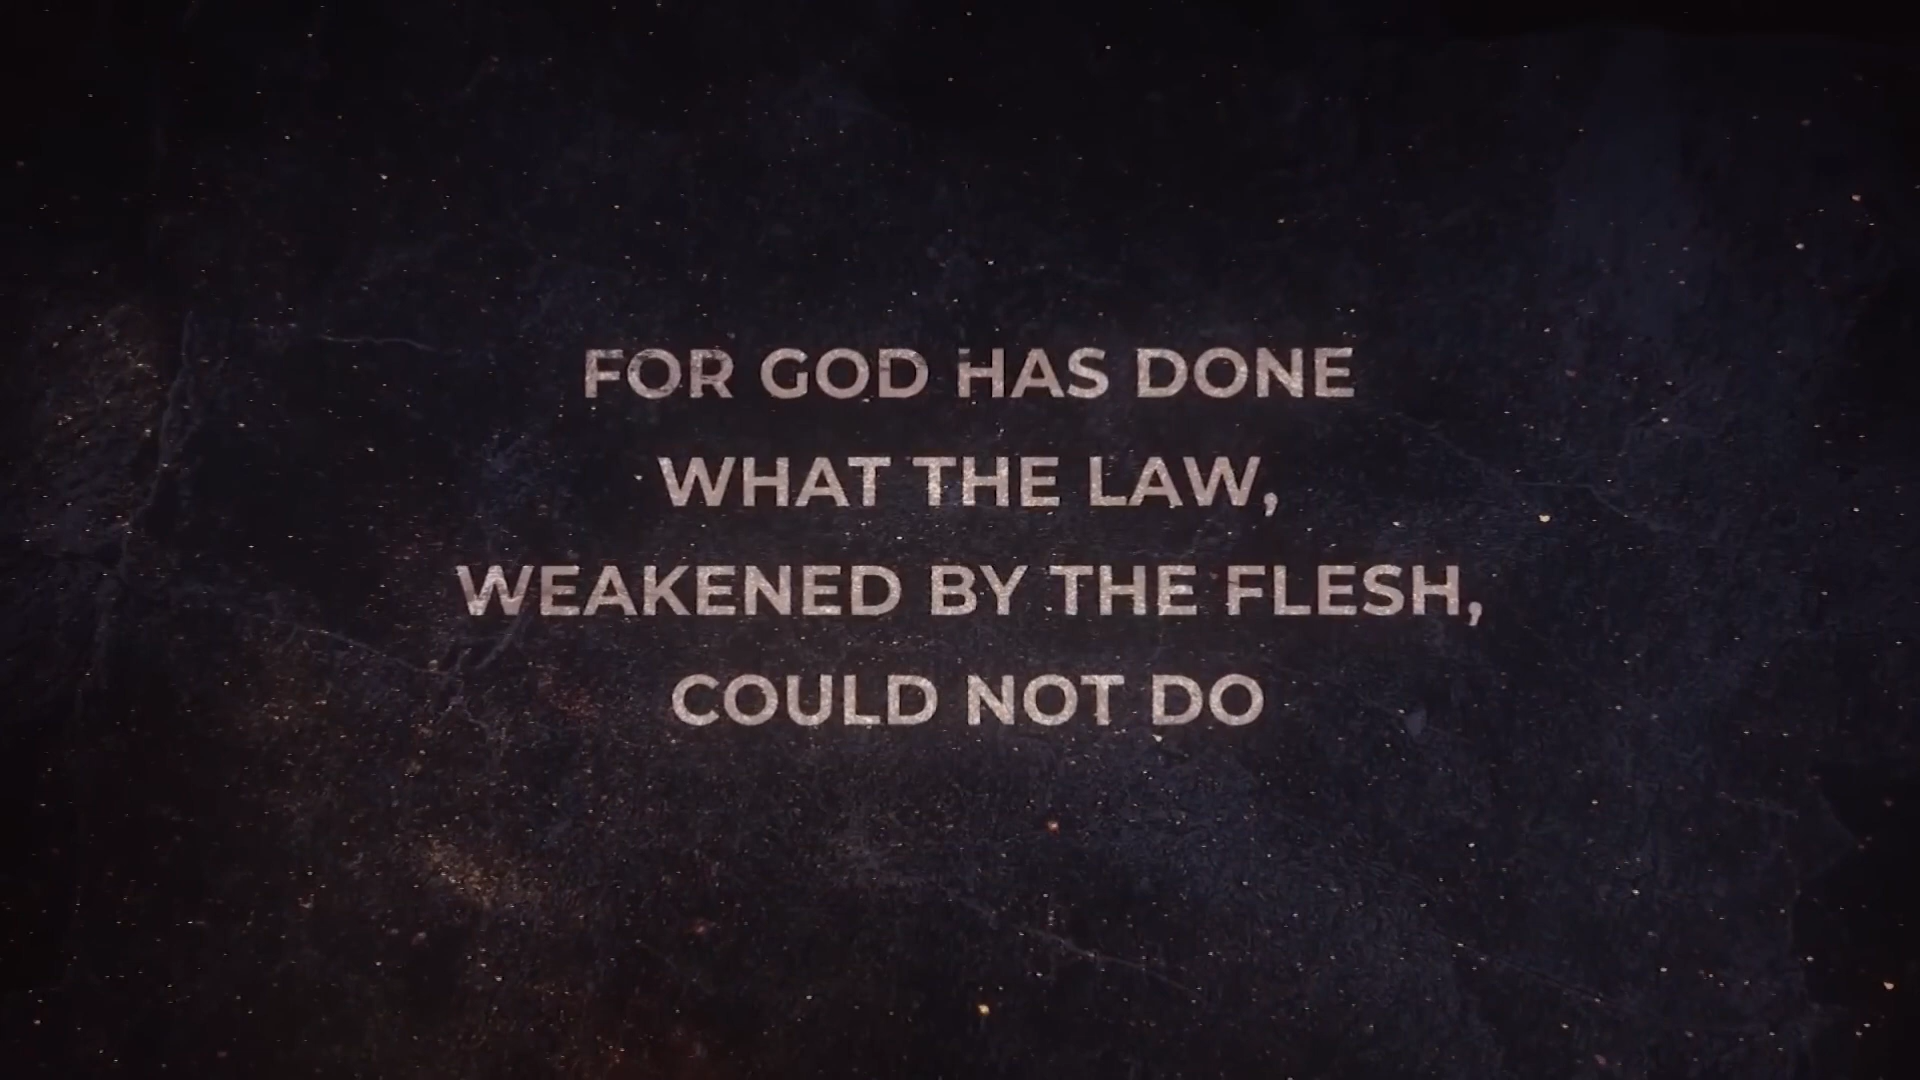 FOR GOD HAS DONE
WHAT THE LAW,
WEAKENED BY THE FLESH,
COULD NOT DO